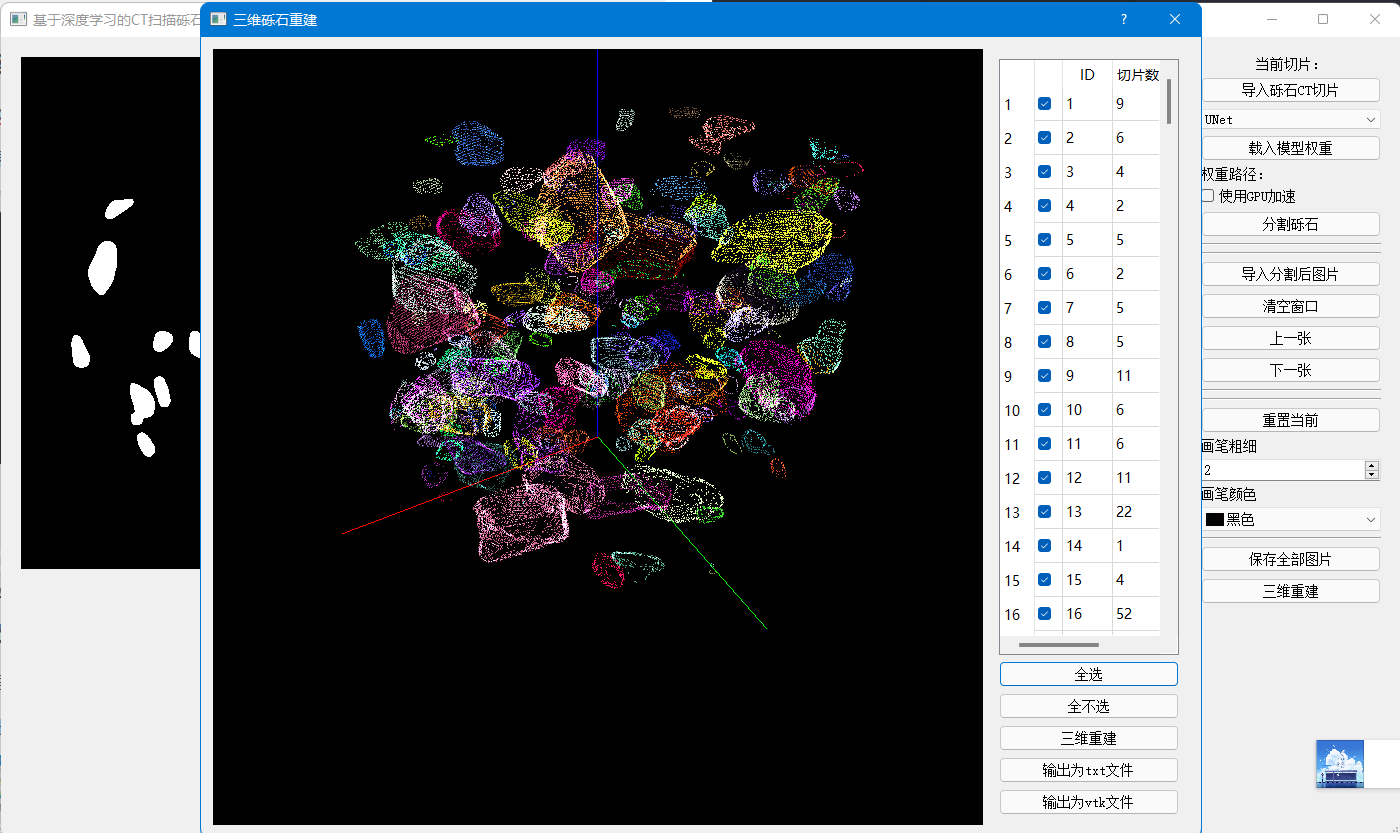 基于深度学习的CT扫描砾石
三维砾石重建
?
ID 切片数
1 1 9
2 2 6
3 3 4
4 4 2
5 5 5
6 6 2
7 7 5
8 8 5
9 9 11
10 10 6
11 11 6
12 12 11
13 13 22
14 14 1
15 15 4
16 16 52
全选
全不选
三维重建
输出为txt文件
输出为vtk文件
当前切片：
导入砾石CT切片
UNet
载入模型权重
权重路径：
使用GPU加速
分割砾石
导入分割后图片
清空窗口
上一张
下一张
重置当前
画笔粗细
2
画笔颜色
黑色
保存全部图片
三维重建